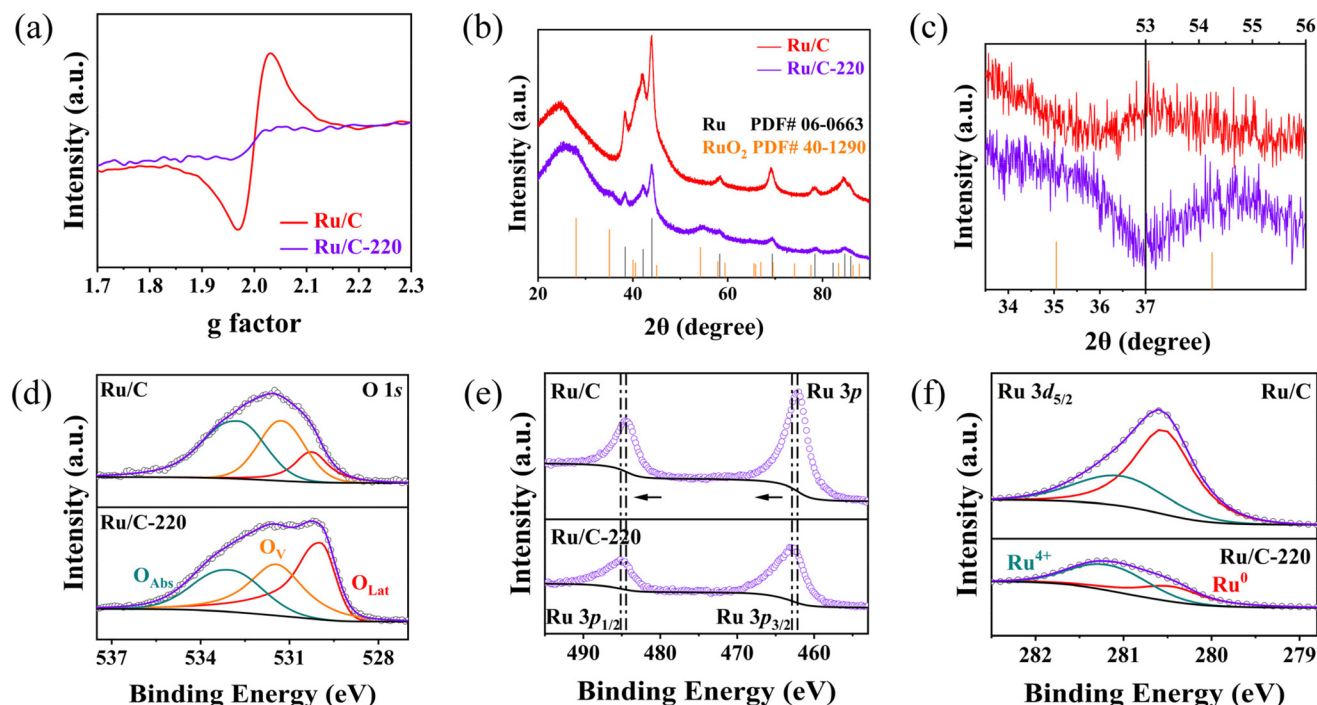 (a)
Intensity (a.u.)
Ru/C
Ru/C-220
1.7 1.8 1.9 2.0 2.1 2.2 2.3
g factor
(b)
Intensity (a.u.)
Ru/C
Ru/C-220
Ru PDF# 06-0663
RuO₂ PDF# 40-1290
20 40 60 80
2θ (degree)
(c)
53 54 55 56
Intensity (a.u.)
34 35 36 37
2θ (degree)
(d)
Intensity (a.u.)
Ru/C O 1s
Ru/C-220
O_Abs O_V O_Lat
537 534 531 528
Binding Energy (eV)
(e)
Intensity (a.u.)
Ru/C Ru 3p
Ru/C-220
Ru 3p₁/₂ Ru 3p₃/₂
490 480 470 460
Binding Energy (eV)
(f)
Intensity (a.u.)
Ru 3d₅/₂ Ru/C
Ru/C-220
Ru⁴⁺ Ru⁰
282 281 280 279
Binding Energy (eV)